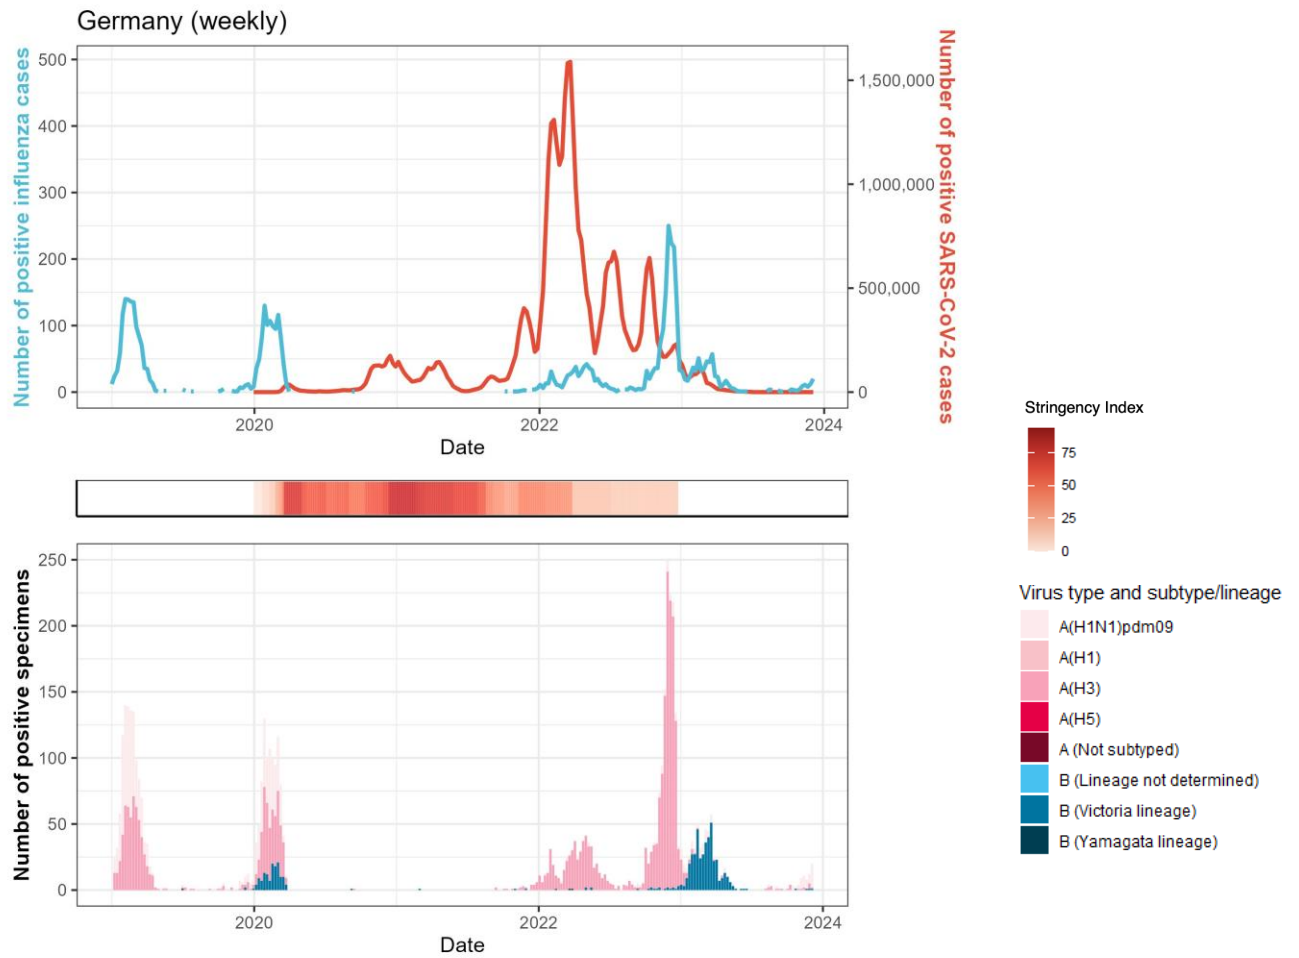 Germany (weekly)
Number of positive influenza cases
500
400
300
200
100
0
1,500,000
1,000,000
500,000
0
Number of positive SARS-CoV-2 cases
2020
2022
2024
Date
Stringency Index
75
50
25
0
Number of positive specimens
250
200
150
100
50
0
2020
2022
2024
Date
Virus type and subtype/lineage
A(H1N1)pdm09
A(H1)
A(H3)
A(H5)
A (Not subtyped)
B (Lineage not determined)
B (Victoria lineage)
B (Yamagata lineage)